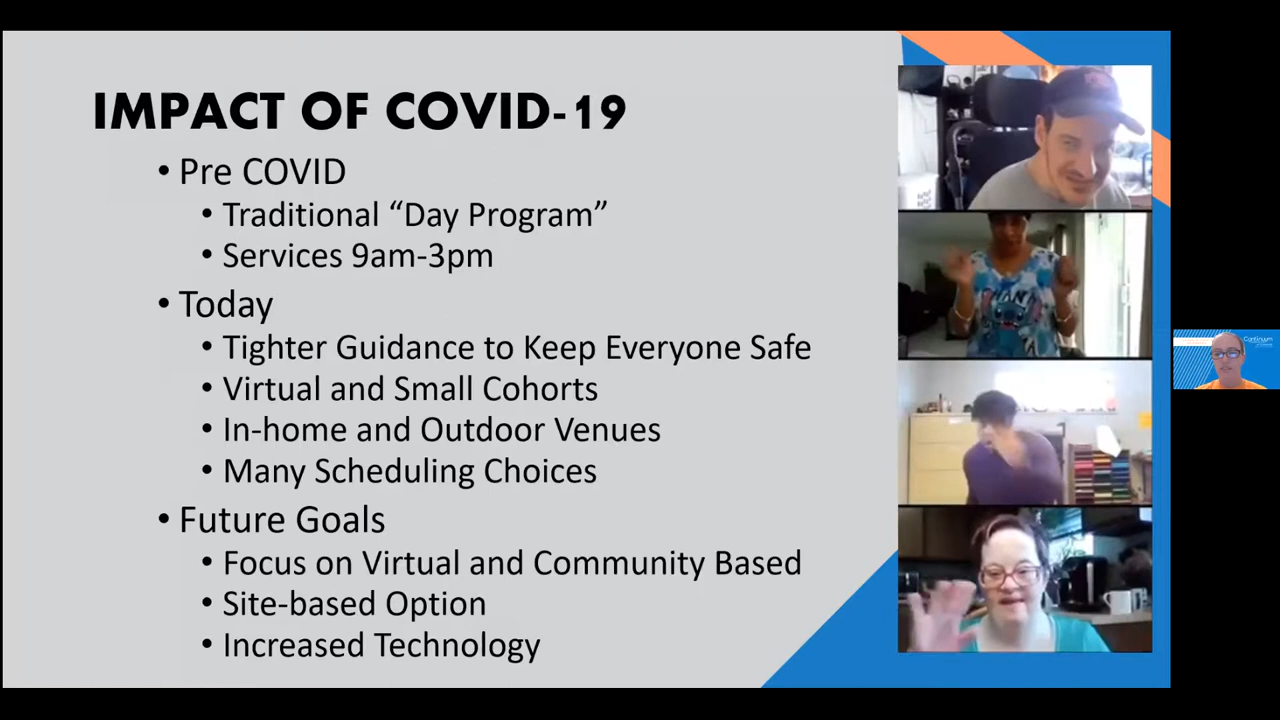 IMPACT OF COVID-19
• Pre COVID
• Traditional “Day Program”
• Services 9am-3pm
• Today
• Tighter Guidance to Keep Everyone Safe
• Virtual and Small Cohorts
• In-home and Outdoor Venues
• Many Scheduling Choices
• Future Goals
• Focus on Virtual and Community Based
• Site-based Option
• Increased Technology
Continuum